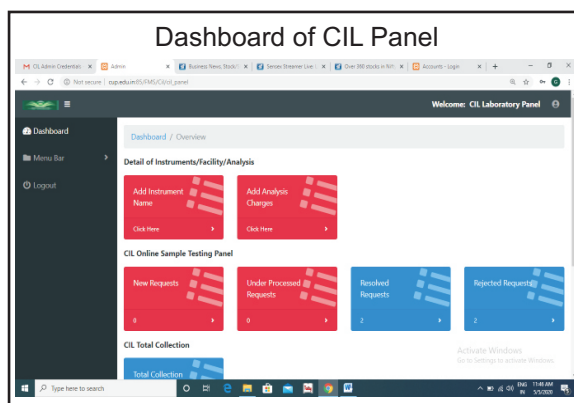 Dashboard of CIL Panel
CIL Admin Credentials
Admin
Business News, Stock
Sensex Streamer Live
Over 380 stocks in
Accounts - Login
Not secure
Welcome: CIL Laboratory Panel
Dashboard
Menu Bar
Logout
Dashboard / Overview
Detail of Instruments/Facility/Analysis
Add Instrument Name
Click Here
Add Analysis Charges
Click Here
CIL Online Sample Testing Panel
New Requests
0
Under Processed Requests
0
Resolved Requests
2
Rejected Requests
2
CIL Total Collection
Total Collection
Activate Windows
Go to Settings to activate Windows.
Type here to search
ENG
IN
11:48 AM
5/5/2020